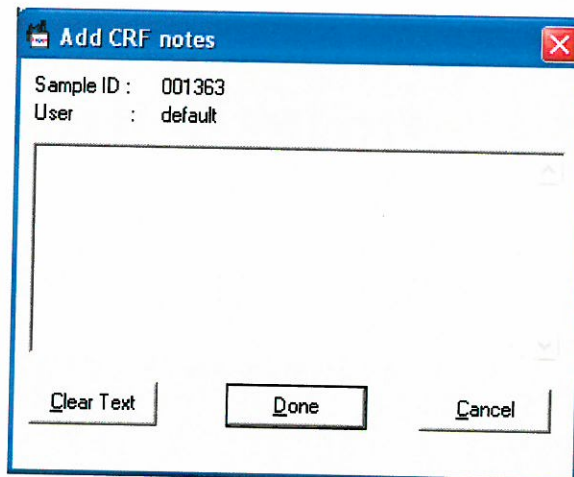 Add CRF notes
Sample ID : 001363
User : default
Clear Text Done Cancel